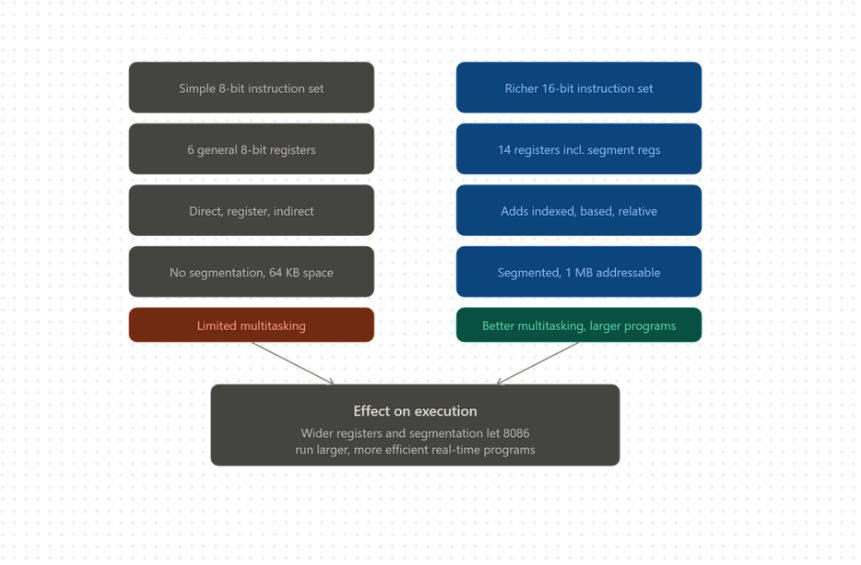 Simple 8-bit instruction set
Richer 16-bit instruction set
6 general 8-bit registers
14 registers incl. segment regs
Direct, register, indirect
Adds indexed, based, relative
No segmentation, 64 KB space
Segmented, 1 MB addressable
Limited multitasking
Better multitasking, larger programs
Effect on execution
Wider registers and segmentation let 8086
run larger, more efficient real-time programs